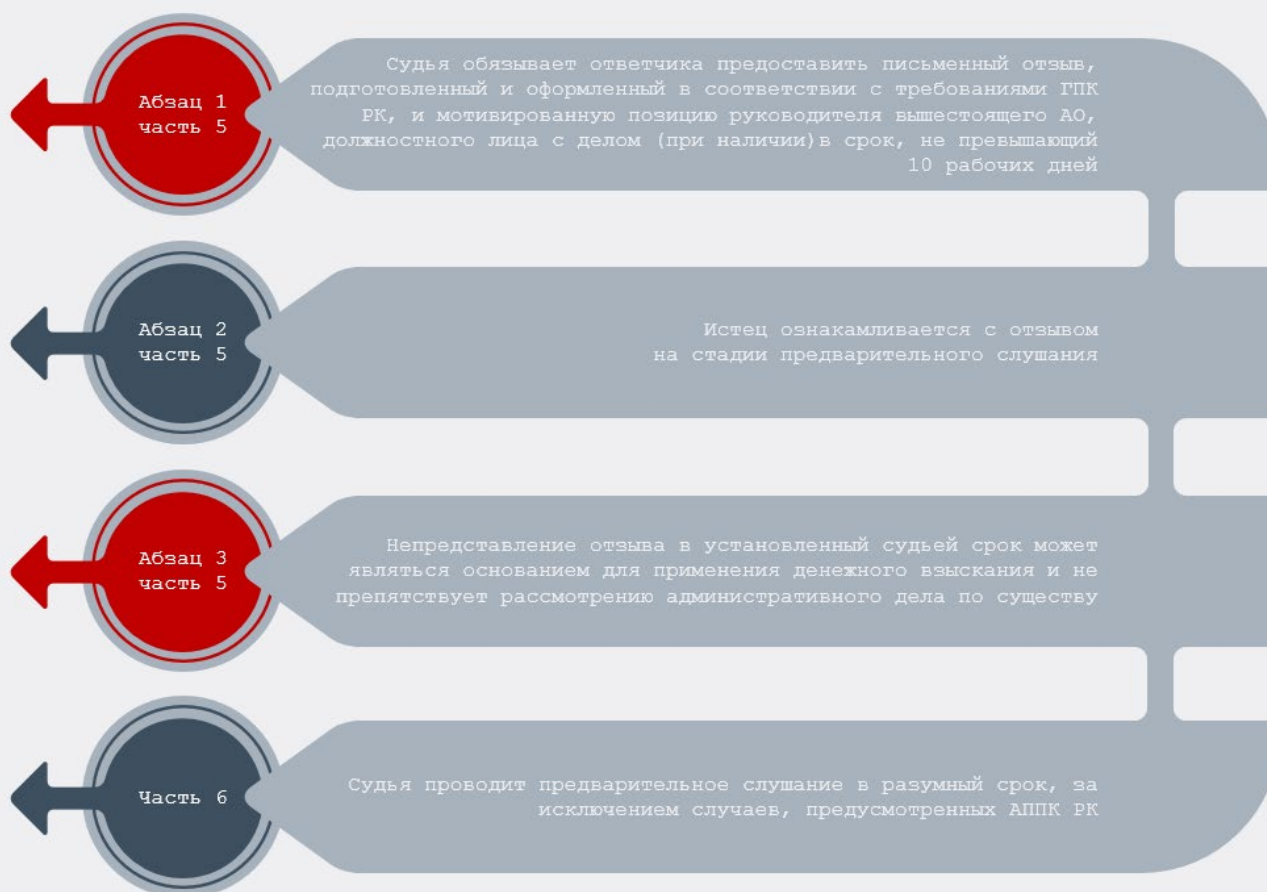 Абзац 1
часть 5
Судья обязывает ответчика предоставить письменный отзыв,
подготовленный и оформленный в соответствии с требованиями ГПК
РК, и мотивированную позицию руководителя вышестоящего АО,
должностного лица с делом (при наличии)в срок, не превышающий
10 рабочих дней
Абзац 2
часть 5
Истец ознакамливается с отзывом
на стадии предварительного слушания
Абзац 3
часть 5
Непредставление отзыва в установленный судьей срок может
являться основанием для применения денежного взыскания и не
препятствует рассмотрению административного дела по существу
Часть 6
Судья проводит предварительное слушание в разумный срок, за
исключением случаев, предусмотренных АППК РК